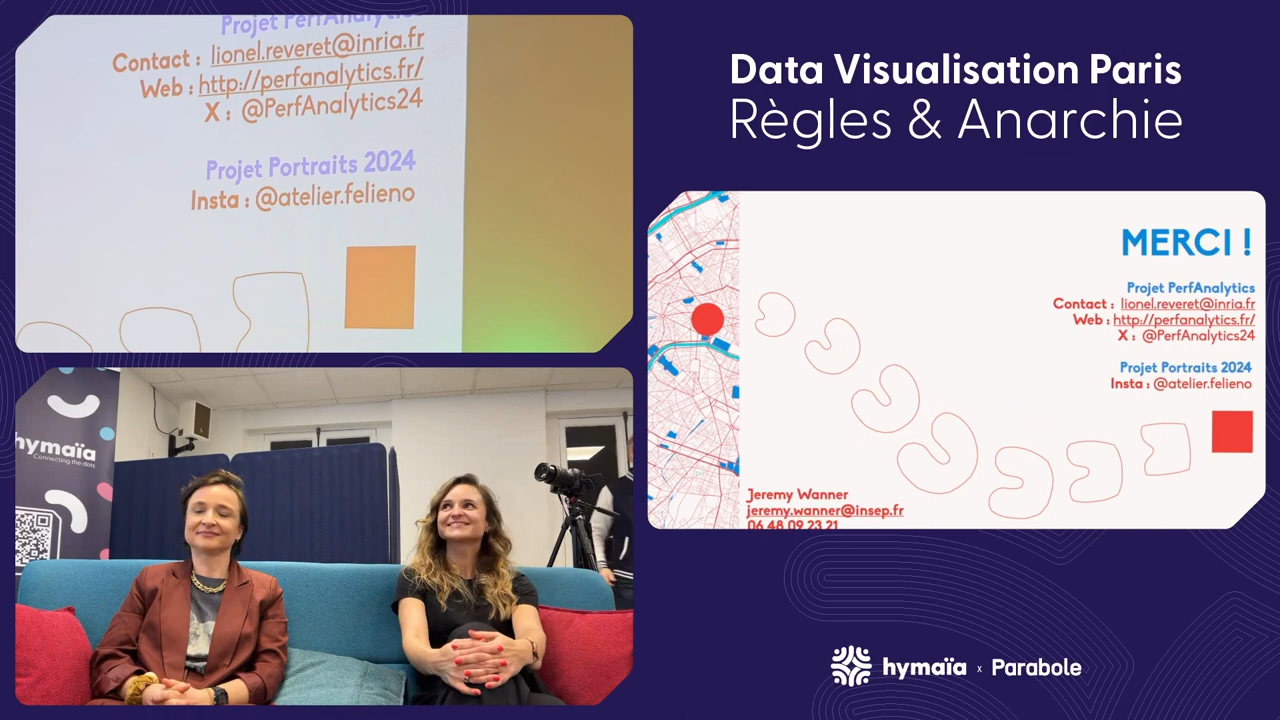 Projet PerfAnalytics
Contact : lionel.reveret@inria.fr
Web : http://perfanalytics.fr/
X : @PerfAnalytics24
Projet Portraits 2024
Insta : @atelier.felieno
hymaïa
Connecting the dots
Data Visualisation Paris
Règles & Anarchie
MERCI !
Projet PerfAnalytics
Contact : lionel.reveret@inria.fr
Web : http://perfanalytics.fr/
X : @PerfAnalytics24
Projet Portraits 2024
Insta : @atelier.felieno
Jeremy Wanner
jeremy.wanner@insep.fr
06 48 09 23 21
hymaïa x Parabole